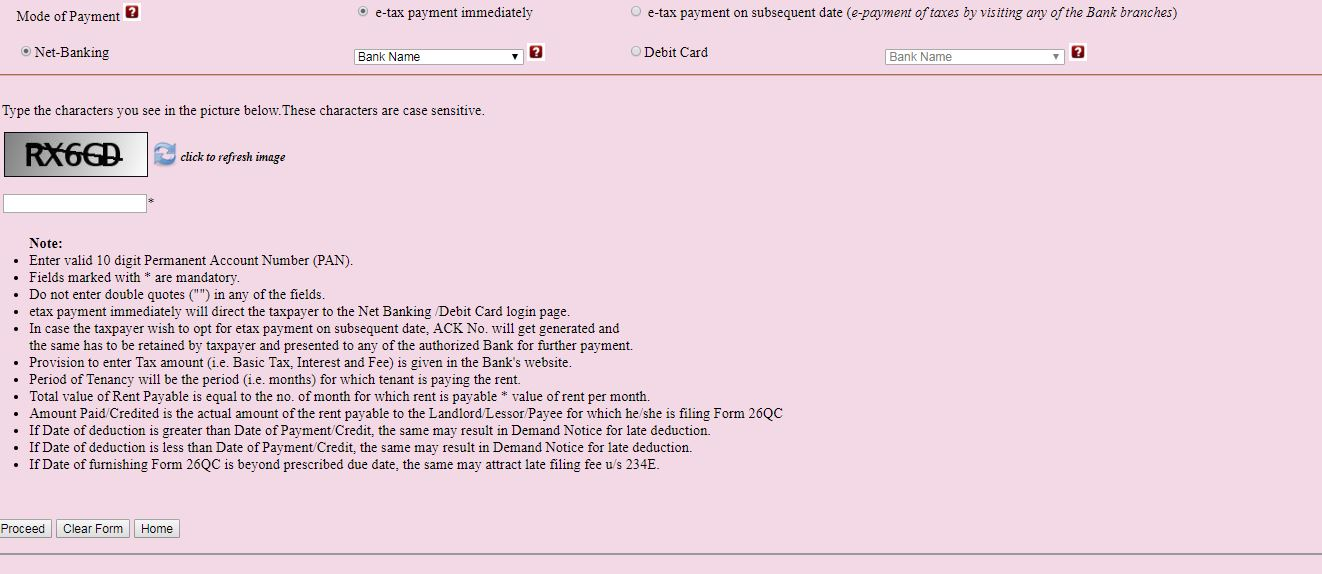 Mode of Payment ? e-tax payment immediately e-tax payment on subsequent date (e-payment of taxes by visiting any of the Bank branches)
Net-Banking Bank Name ? Debit Card Bank Name ?
Type the characters you see in the picture below.These characters are case sensitive.
RX6GD click to refresh image
*
Note:
• Enter valid 10 digit Permanent Account Number (PAN).
• Fields marked with * are mandatory.
• Do not enter double quotes ("") in any of the fields.
• etax payment immediately will direct the taxpayer to the Net Banking /Debit Card login page.
• In case the taxpayer wish to opt for etax payment on subsequent date, ACK No. will get generated and
the same has to be retained by taxpayer and presented to any of the authorized Bank for further payment.
• Provision to enter Tax amount (i.e. Basic Tax, Interest and Fee) is given in the Bank's website.
• Period of Tenancy will be the period (i.e. months) for which tenant is paying the rent.
• Total value of Rent Payable is equal to the no. of month for which rent is payable * value of rent per month.
• Amount Paid/Credited is the actual amount of the rent payable to the Landlord/Lessor/Payee for which he/she is filing Form 26QC
• If Date of deduction is greater than Date of Payment/Credit, the same may result in Demand Notice for late deduction.
• If Date of deduction is less than Date of Payment/Credit, the same may result in Demand Notice for late deduction.
• If Date of furnishing Form 26QC is beyond prescribed due date, the same may attract late filing fee u/s 234E.
Proceed Clear Form Home